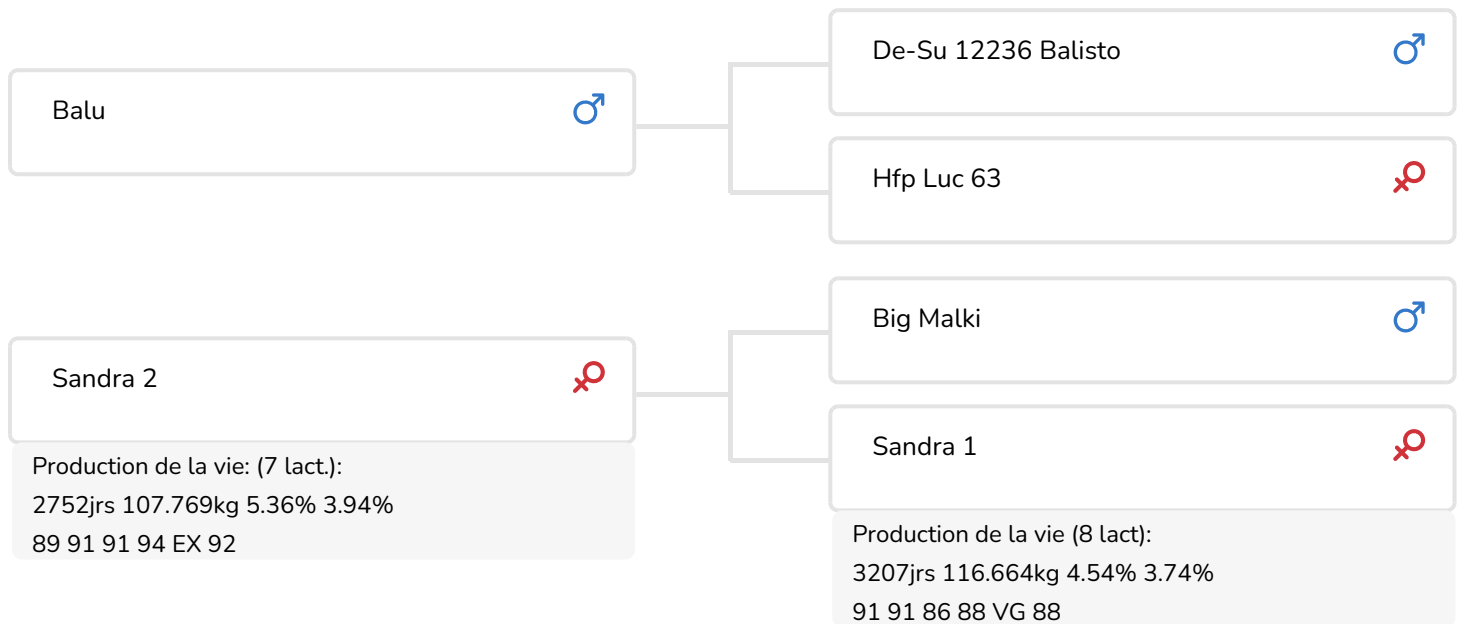 Balu
De-Su 12236 Balisto
Hfp Luc 63
Sandra 2
Production de la vie: (7 lact.):
2752jrs 107.769kg 5.36% 3.94%
89 91 91 94 EX 92
Big Malki
Sandra 1
Production de la vie (8 lact):
3207jrs 116.664kg 4.54% 3.74%
91 91 86 88 VG 88